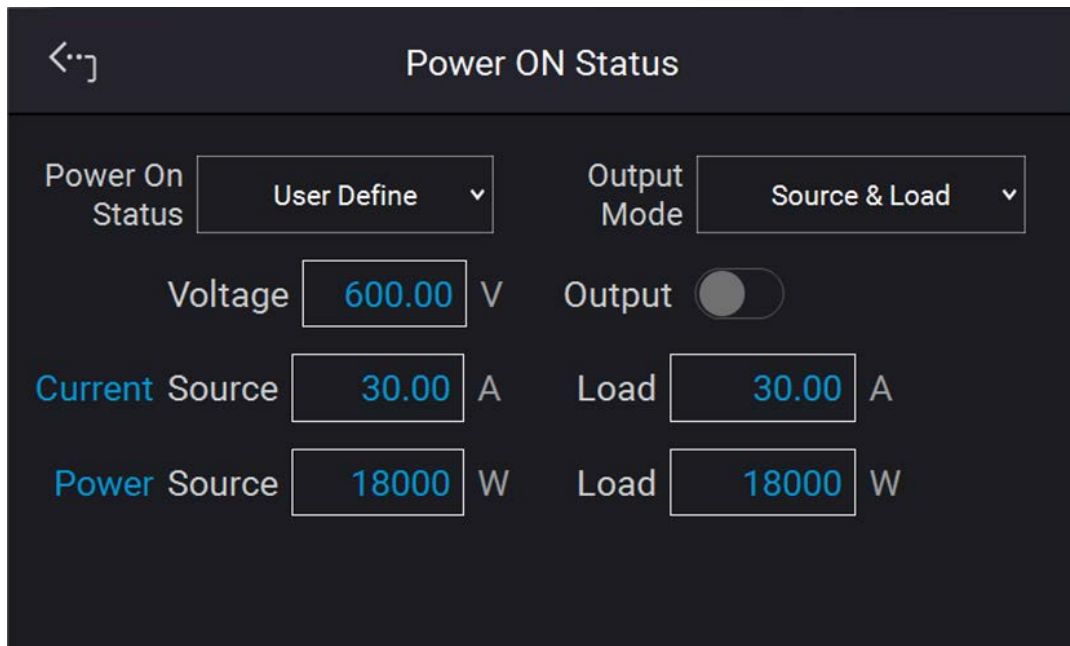 Power ON Status
Power On Status User Define Output Mode Source & Load
Voltage 600.00 V Output
Current Source 30.00 A Load 30.00 A
Power Source 18000 W Load 18000 W